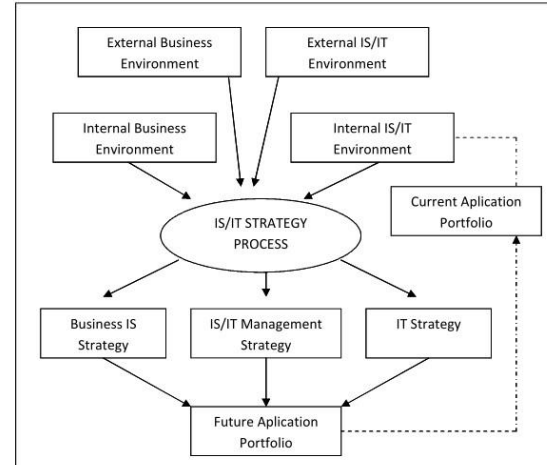 External Business
Environment
External IS/IT
Environment
Internal Business
Environment
Internal IS/IT
Environment
Current Aplication
Portfolio
IS/IT STRATEGY
PROCESS
Business IS
Strategy
IS/IT Management
Strategy
IT Strategy
Future Aplication
Portfolio